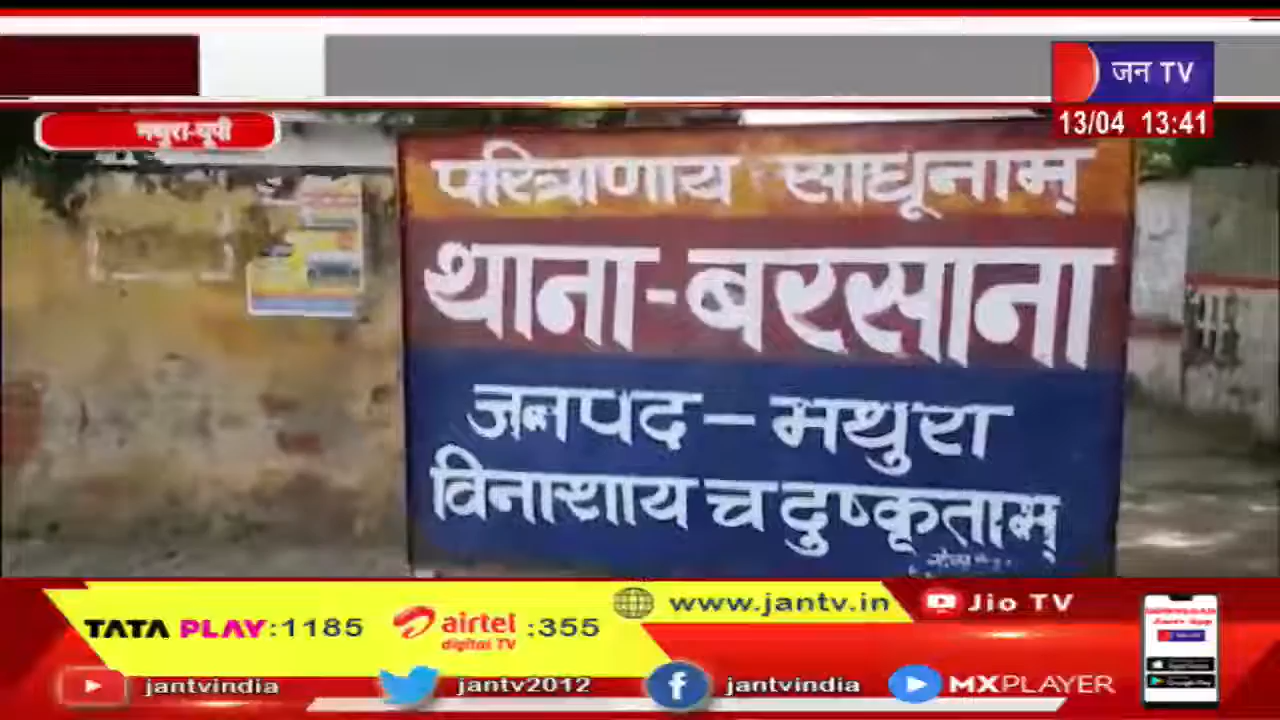 जन TV
13/04 13:41
मथुरा-यूपी
परित्राणाय साधूनाम्
थाना-बरसाना
जनपद-मथुरा
विनाशाय च दुष्कृताम्
www.jantv.in
Jio TV
TATA PLAY:1185
airtel digital TV :355
jantvindia
jantv2012
jantvindia
MXPLAYER